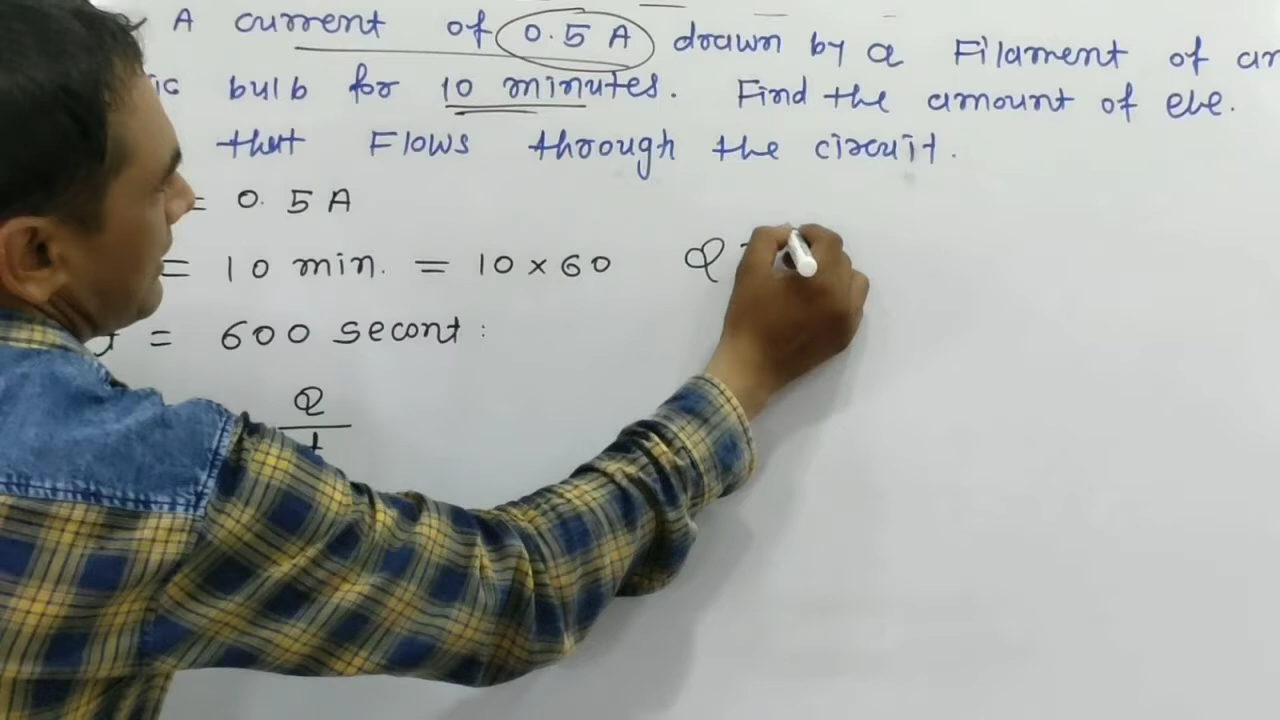 A current of 0.5 A drawn by a Filament of an
ic bulb for 10 minutes. Find the amount of ele.
that Flows through the circuit.
= 0.5 A
= 10 min. = 10 × 60
Q =
t = 600 secont:
Q
t